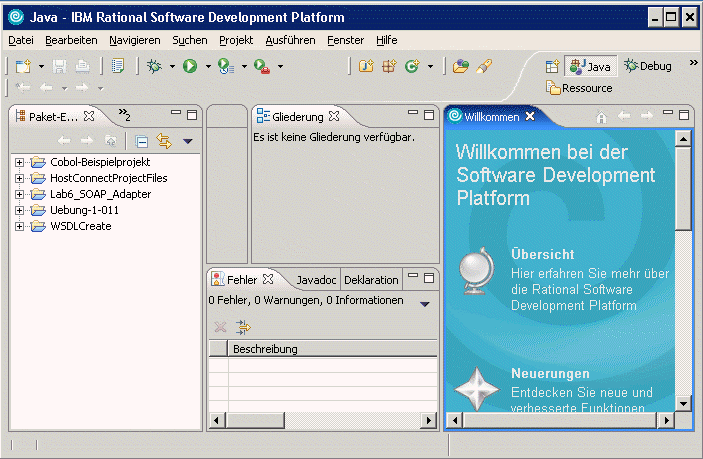 Java - IBM Rational Software Development Platform
Datei Bearbeiten Navigieren Suchen Projekt Ausführen Fenster Hilfe
Java Debug »
Ressource
Paket-E... »2
Gliederung
Willkommen
Es ist keine Gliederung verfügbar.
Cobol-Beispielprojekt
HostConnectProjectFiles
Lab6_SOAP_Adapter
Uebung-1-011
WSDLCreate
Fehler Javadoc Deklaration
0 Fehler, 0 Warnungen, 0 Informationen
Beschreibung
Willkommen bei der
Software Development
Platform
Übersicht
Hier erfahren Sie mehr über
die Rational Software
Development Platform
Neuerungen
Entdecken Sie neue und
verbesserte Funktionen